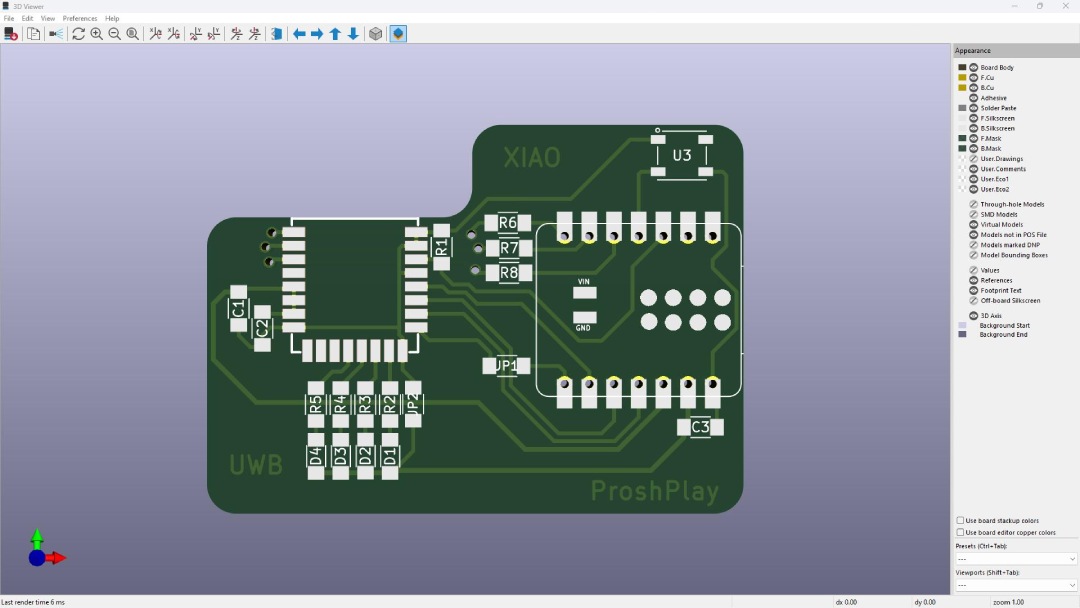 3D Viewer
File Edit View Preferences Help
Appearance
Board Body
F.Cu
B.Cu
Adhesive
Solder Paste
F.Silkscreen
B.Silkscreen
F.Mask
B.Mask
User.Drawings
User.Comments
User.Eco1
User.Eco2
Through-hole Models
SMD Models
Virtual Models
Models not in POS File
Models marked DNP
Model Bounding Boxes
Values
References
Footprint Text
Off-board Silkscreen
3D Axis
Background Start
Background End
XIAO
U3
R6
R1
R7
R8
VIN
C1
C2
GND
JP1
R5 R4 R3 R2 JP2
C3
D4 D3 D2 D1
UWB
ProshPlay
Use board stackup colors
Use board editor copper colors
Presets (Ctrl+Tab):
---
Viewports (Shift+Tab):
---
Last render time 6 ms
dx 0.00
dy 0.00
zoom 1.00